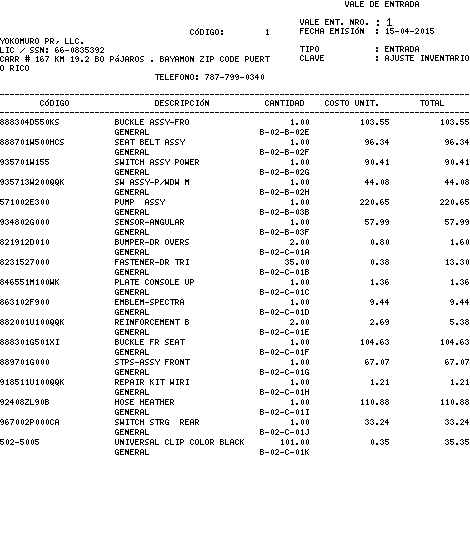 VALE DE ENTRADA
CÓDIGO: 1 VALE ENT. NRO. : 1
FECHA EMISIÓN : 15-04-2015
YOKOMURO PR, LLC.
LIC / SSN: 66-0835392 TIPO : ENTRADA
CARR # 167 KM 19.2 BO PÁJAROS . BAYAMON ZIP CODE PUERT CLAVE : AJUSTE INVENTARIO
O RICO
TELEFONO: 787-799-0340
CÓDIGO DESCRIPCIÓN CANTIDAD COSTO UNIT. TOTAL
888304D550KS BUCKLE ASSY-FRO 1.00 103.55 103.55
GENERAL B-02-B-02E
888701W500HCS SEAT BELT ASSY 1.00 96.34 96.34
GENERAL B-02-B-02F
935701W155 SWITCH ASSY POWER 1.00 90.41 90.41
GENERAL B-02-B-02G
935713W200QQK SW ASSY-P/WDW M 1.00 44.08 44.08
GENERAL B-02-B-02H
571002E300 PUMP ASSY 1.00 220.65 220.65
GENERAL B-02-B-03B
934802G000 SENSOR-ANGULAR 1.00 57.99 57.99
GENERAL B-02-B-03F
821912D010 BUMPER-DR OVERS 2.00 0.80 1.60
GENERAL B-02-C-01A
8231527000 FASTENER-DR TRI 35.00 0.38 13.30
GENERAL B-02-C-01B
846551M100WK PLATE CONSOLE UP 1.00 1.36 1.36
GENERAL B-02-C-01C
863102F900 EMBLEM-SPECTRA 1.00 9.44 9.44
GENERAL B-02-C-01D
882001U100QQK REINFORCEMENT B 2.00 2.69 5.38
GENERAL B-02-C-01E
888301G501XI BUCKLE FR SEAT 1.00 104.63 104.63
GENERAL B-02-C-01F
889701G000 STPS-ASSY FRONT 1.00 67.07 67.07
GENERAL B-02-C-01G
918511U100QQK REPAIR KIT WIRI 1.00 1.21 1.21
GENERAL B-02-C-01H
92408ZL90B HOSE HEATHER 1.00 110.88 110.88
GENERAL B-02-C-01I
967002P000CA SWITCH STRG REAR 1.00 33.24 33.24
GENERAL B-02-C-01J
502-5005 UNIVERSAL CLIP COLOR BLACK 101.00 0.35 35.35
GENERAL B-02-C-01K